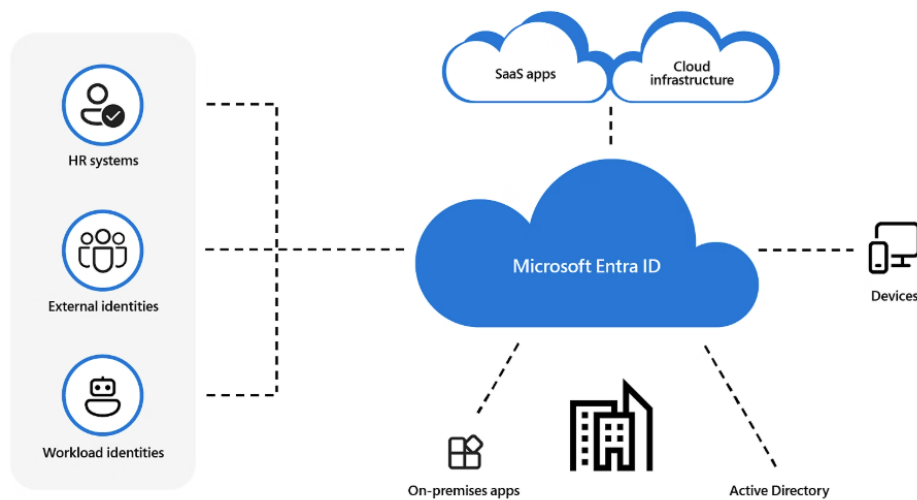 SaaS apps
Cloud
infrastructure
HR systems
External identities
Workload identities
Microsoft Entra ID
Devices
On-premises apps
Active Directory